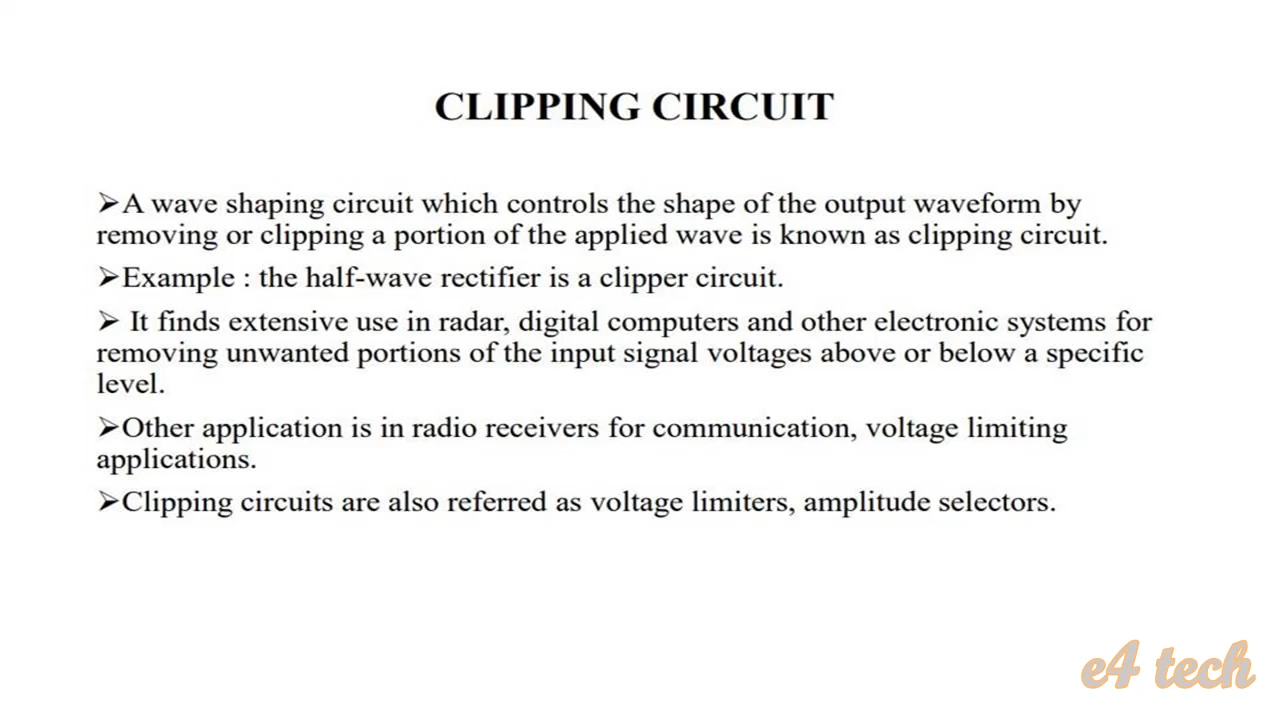 CLIPPING CIRCUIT
➢A wave shaping circuit which controls the shape of the output waveform by
removing or clipping a portion of the applied wave is known as clipping circuit.
➢Example : the half-wave rectifier is a clipper circuit.
➢ It finds extensive use in radar, digital computers and other electronic systems for
removing unwanted portions of the input signal voltages above or below a specific
level.
➢Other application is in radio receivers for communication, voltage limiting
applications.
➢Clipping circuits are also referred as voltage limiters, amplitude selectors.
e4 tech